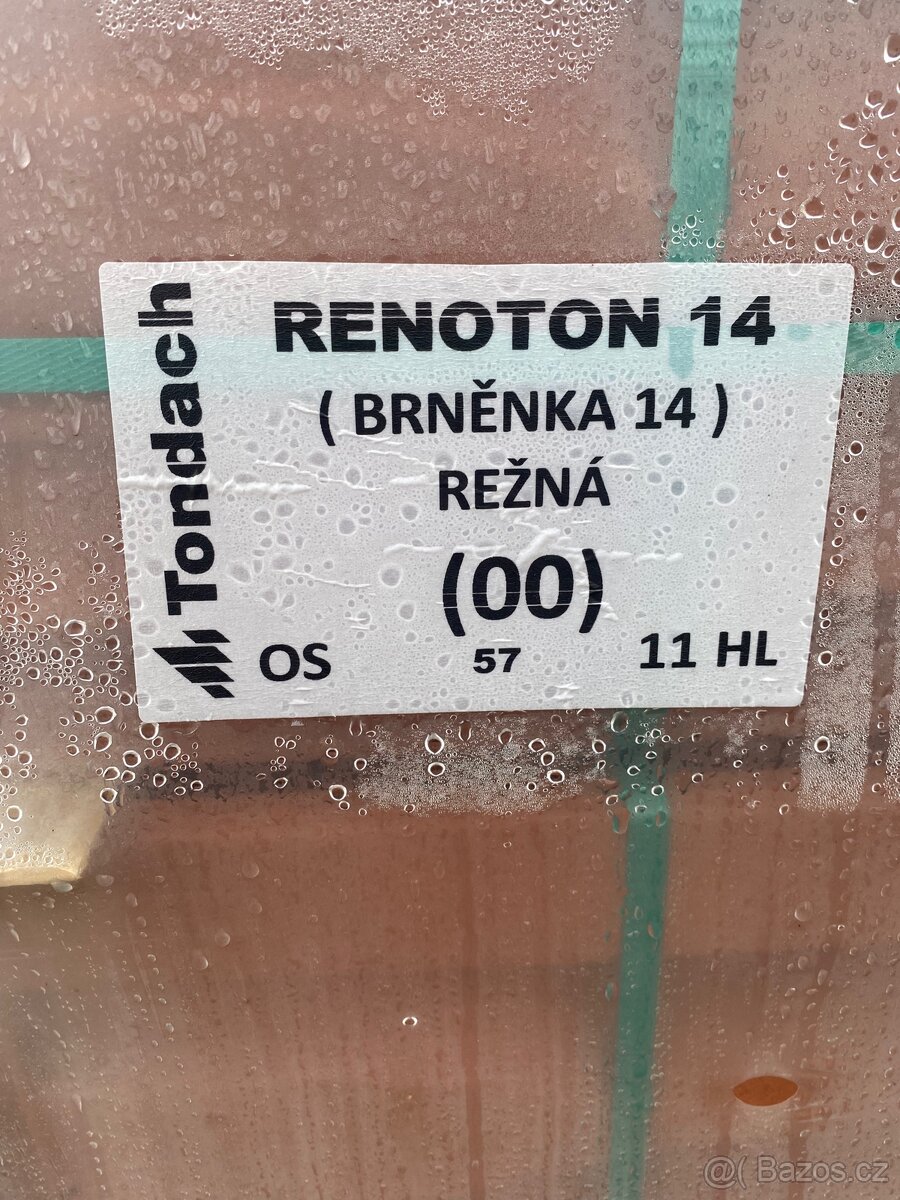 Tondach
RENOTON 14
( BRNĚNKA 14 )
REŽNÁ
(00)
OS 57 11 HL
@( Bazos.cz